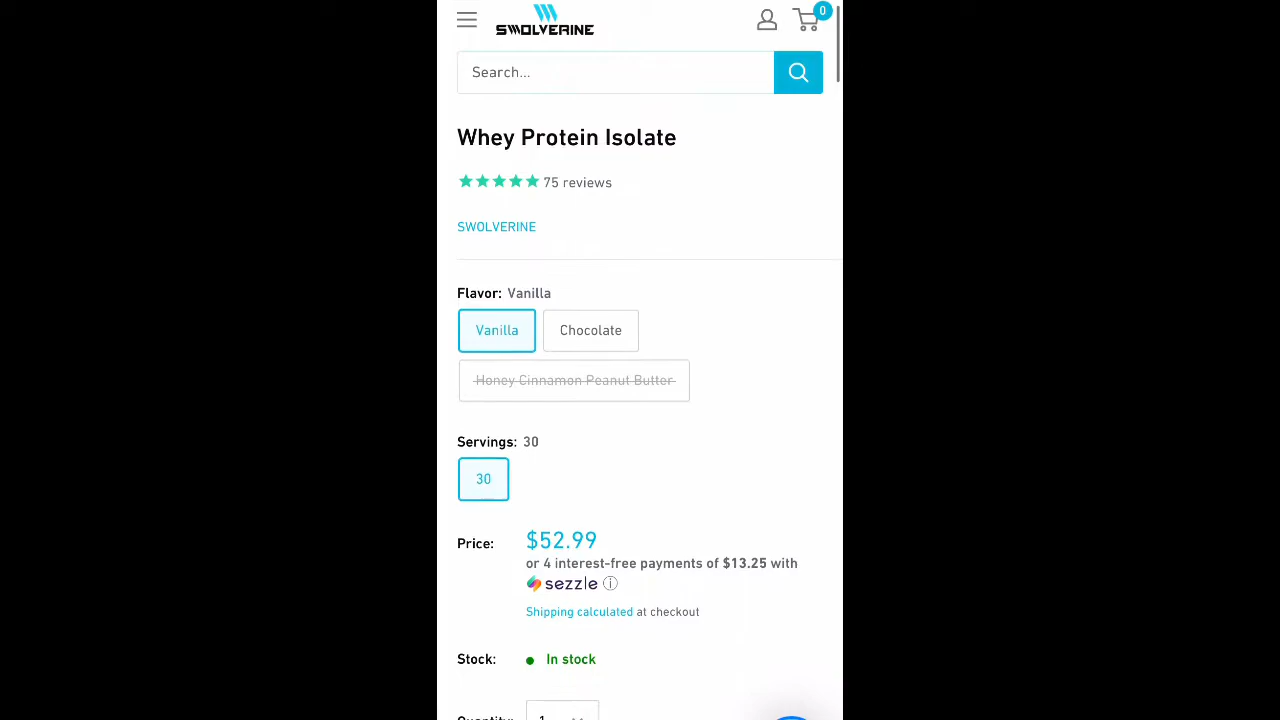 SWOLVERINE
0
Search...
Whey Protein Isolate
75 reviews
SWOLVERINE
Flavor: Vanilla
Vanilla Chocolate
Honey Cinnamon Peanut Butter
Servings: 30
30
Price: $52.99
or 4 interest-free payments of $13.25 with
sezzle
Shipping calculated at checkout
Stock: In stock
Quantity: 1